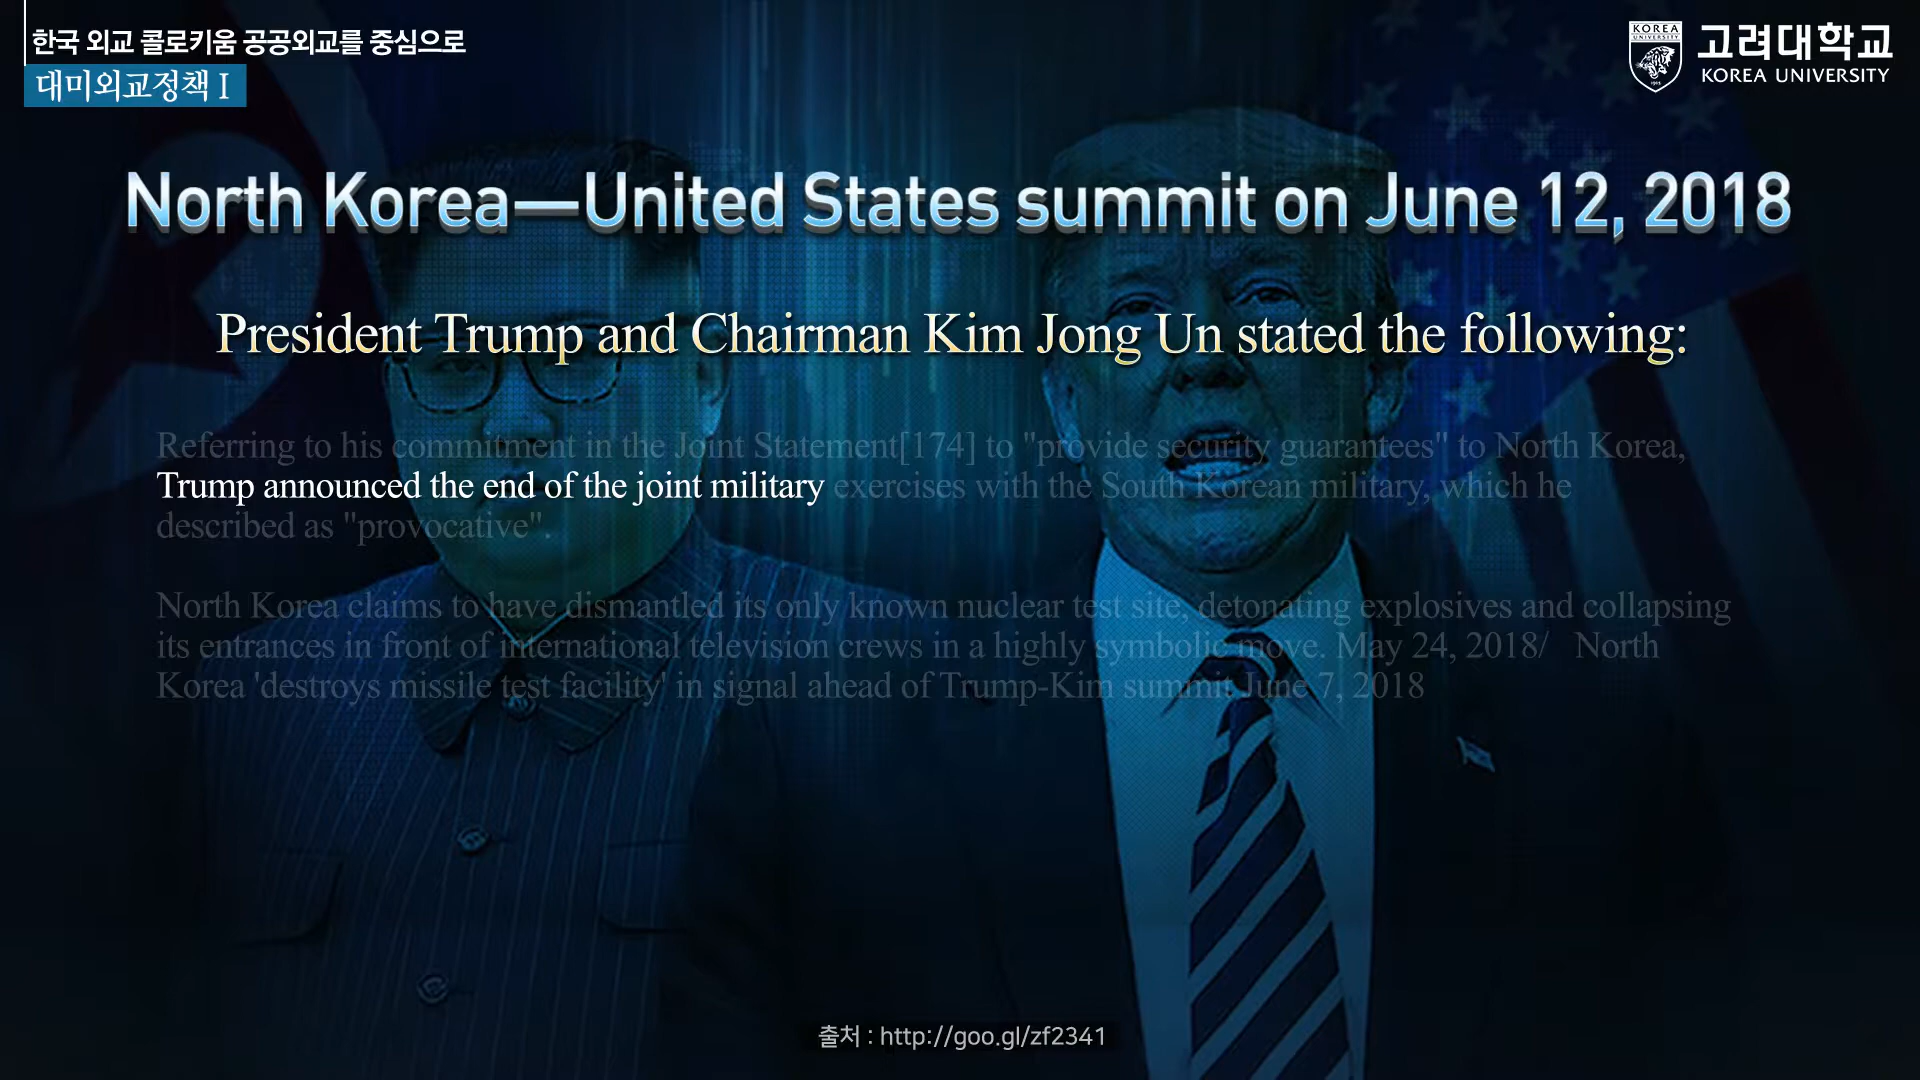 한국 외교 콜로키움 공공외교를 중심으로
대미외교정책 I
KOREA
UNIVERSITY
1905
고려대학교
KOREA UNIVERSITY
North Korea—United States summit on June 12, 2018
President Trump and Chairman Kim Jong Un stated the following:
Referring to his commitment in the Joint Statement[174] to "provide security guarantees" to North Korea,
Trump announced the end of the joint military exercises with the South Korean military, which he
described as "provocative".
North Korea claims to have dismantled its only known nuclear test site, detonating explosives and collapsing
its entrances in front of international television crews in a highly symbolic move. May 24, 2018/ North
Korea 'destroys missile test facility' in signal ahead of Trump-Kim summit June 7, 2018
출처 : http://goo.gl/zf2341